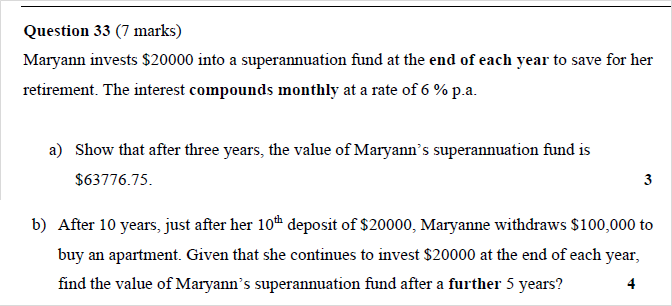 Question 33 (7 marks)
Maryann invests $20000 into a superannuation fund at the end of each year to save for her
retirement. The interest compounds monthly at a rate of 6 % p.a.
a) Show that after three years, the value of Maryann's superannuation fund is
$63776.75. 3
b) After 10 years, just after her 10th deposit of $20000, Maryanne withdraws $100,000 to
buy an apartment. Given that she continues to invest $20000 at the end of each year,
find the value of Maryann's superannuation fund after a further 5 years? 4